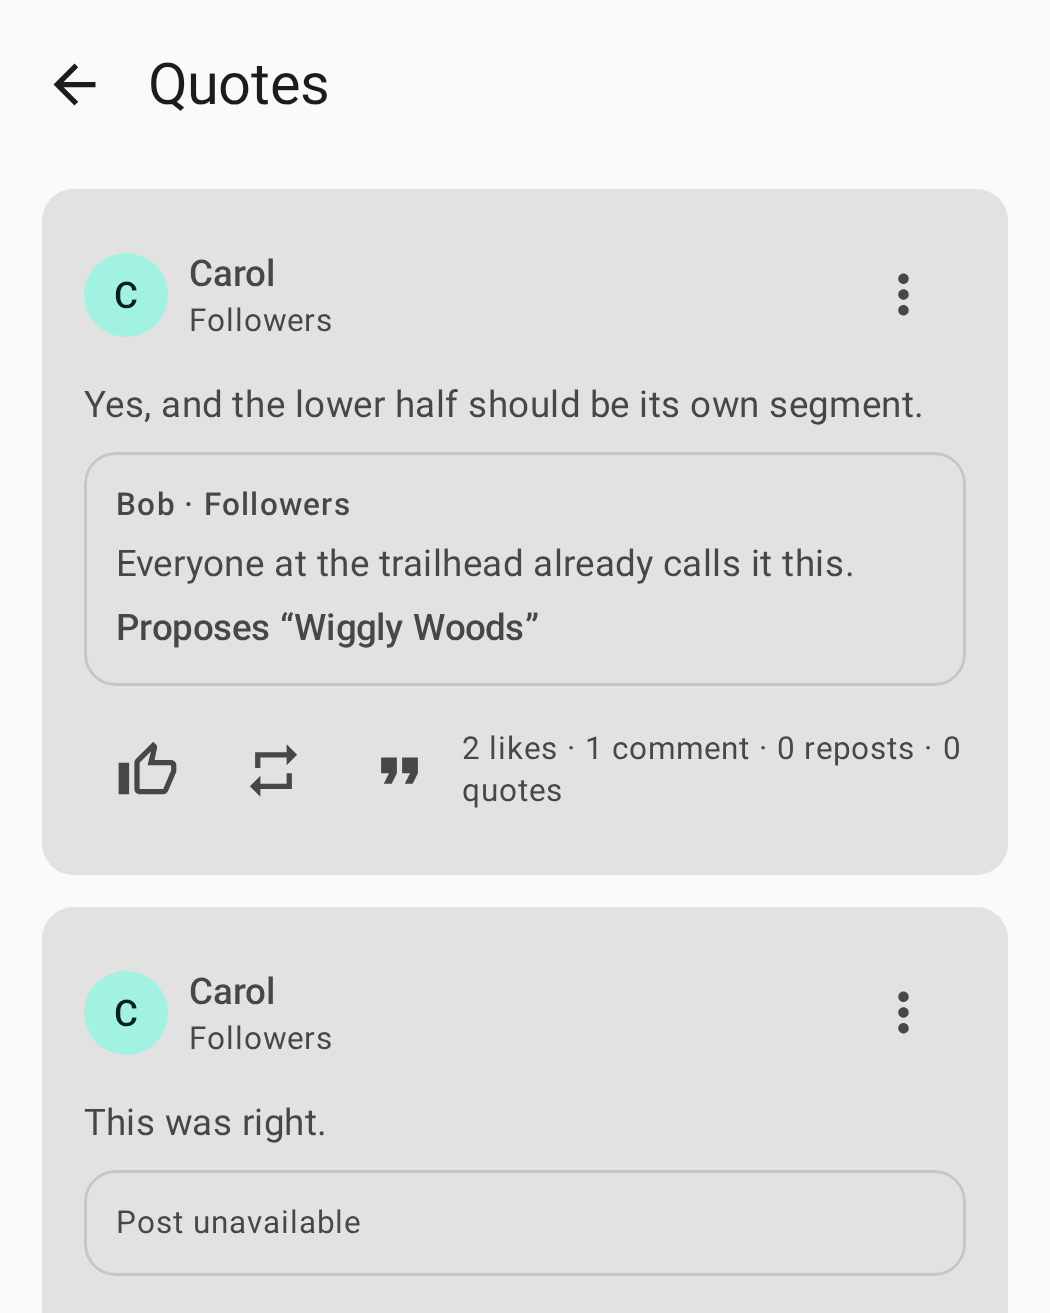 Quotes
C
Carol
Followers
Yes, and the lower half should be its own segment.
Bob · Followers
Everyone at the trailhead already calls it this.
Proposes “Wiggly Woods”
2 likes · 1 comment · 0 reposts · 0
quotes
C
Carol
Followers
This was right.
Post unavailable